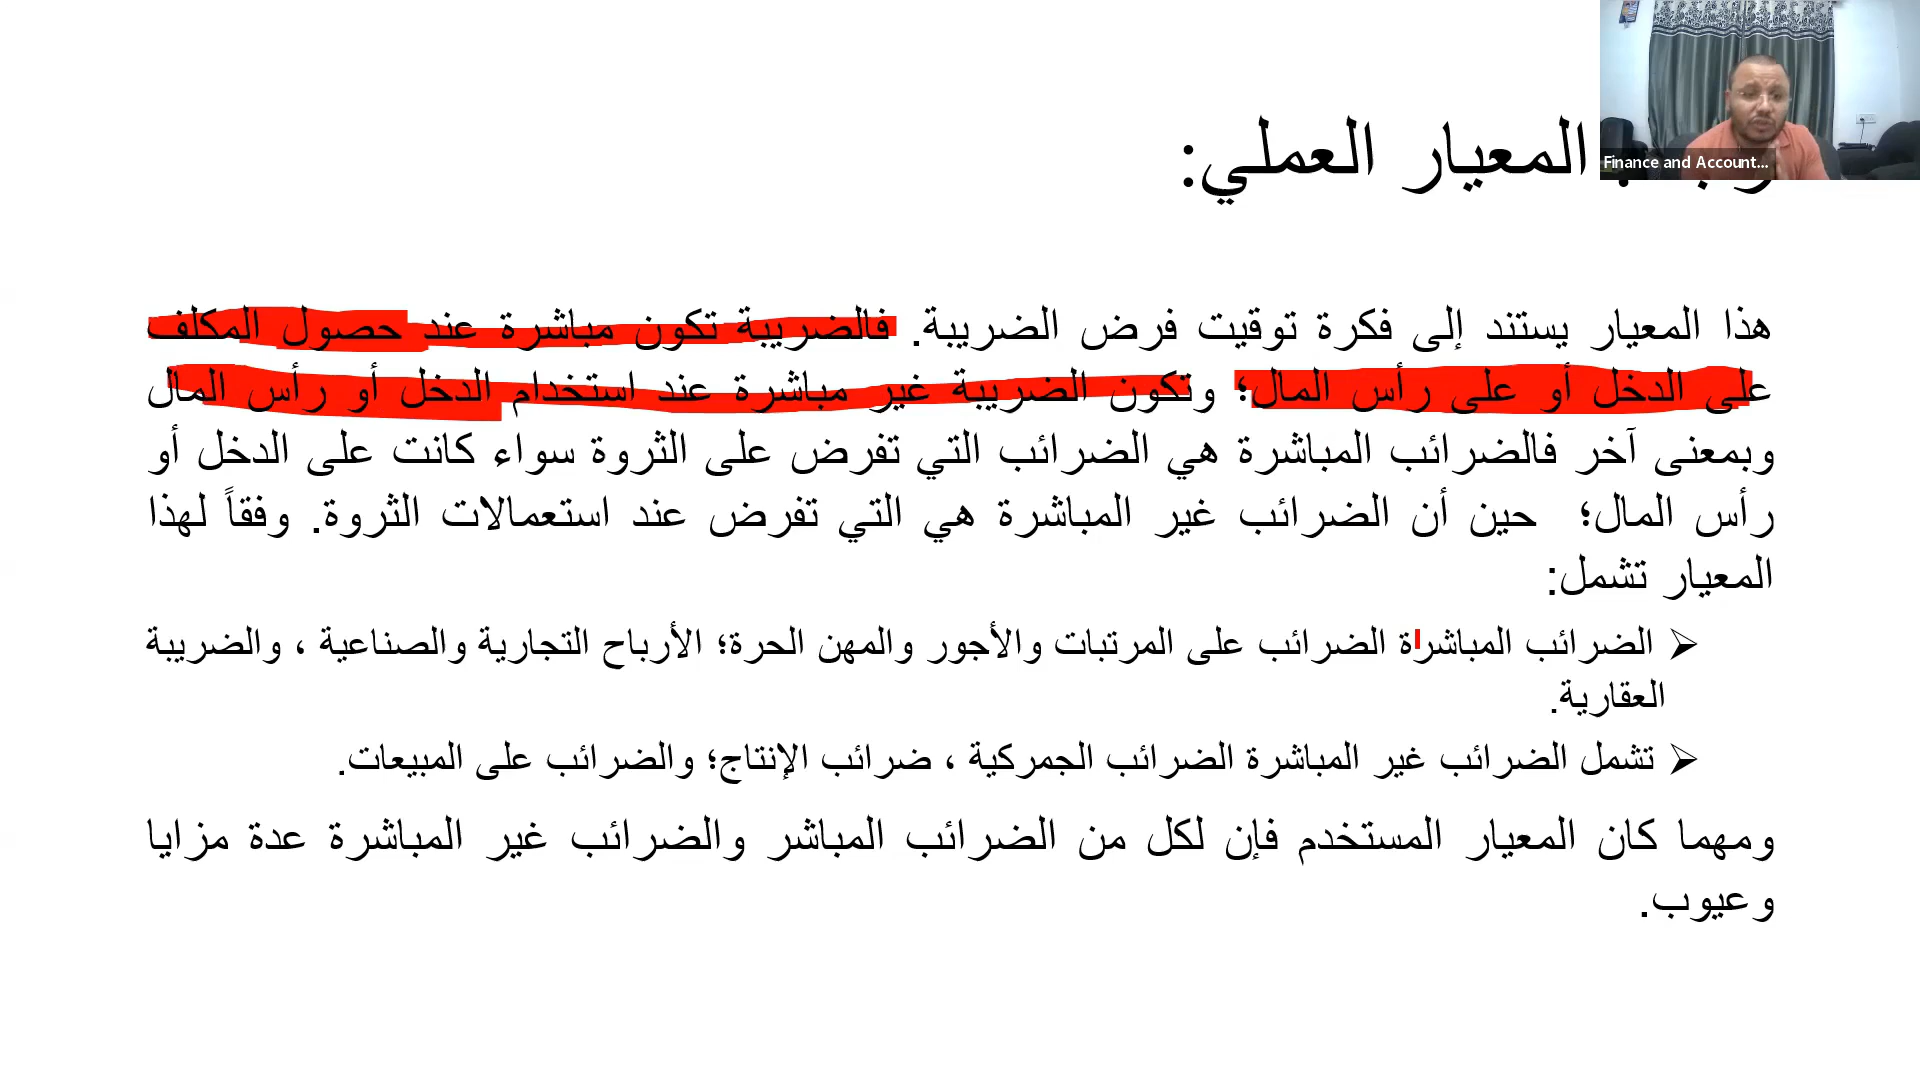 المعيار العملي:
Finance and Account...
هذا المعيار يستند إلى فكرة توقيت فرض الضريبة. فالضريبة تكون مباشرة عند حصول المكلف
على الدخل أو على رأس المال؛ وتكون الضريبة غير مباشرة عند استخدام الدخل أو رأس المال
وبمعنى آخر فالضرائب المباشرة هي الضرائب التي تفرض على الثروة سواء كانت على الدخل أو
رأس المال؛ حين أن الضرائب غير المباشرة هي التي تفرض عند استعمالات الثروة. وفقاً لهذا
المعيار تشمل:
⮚ الضرائب المباشرة الضرائب على المرتبات والأجور والمهن الحرة؛ الأرباح التجارية والصناعية ، والضريبة
العقارية.
⮚ تشمل الضرائب غير المباشرة الضرائب الجمركية ، ضرائب الإنتاج؛ والضرائب على المبيعات.
ومهما كان المعيار المستخدم فإن لكل من الضرائب المباشر والضرائب غير المباشرة عدة مزايا
وعيوب.